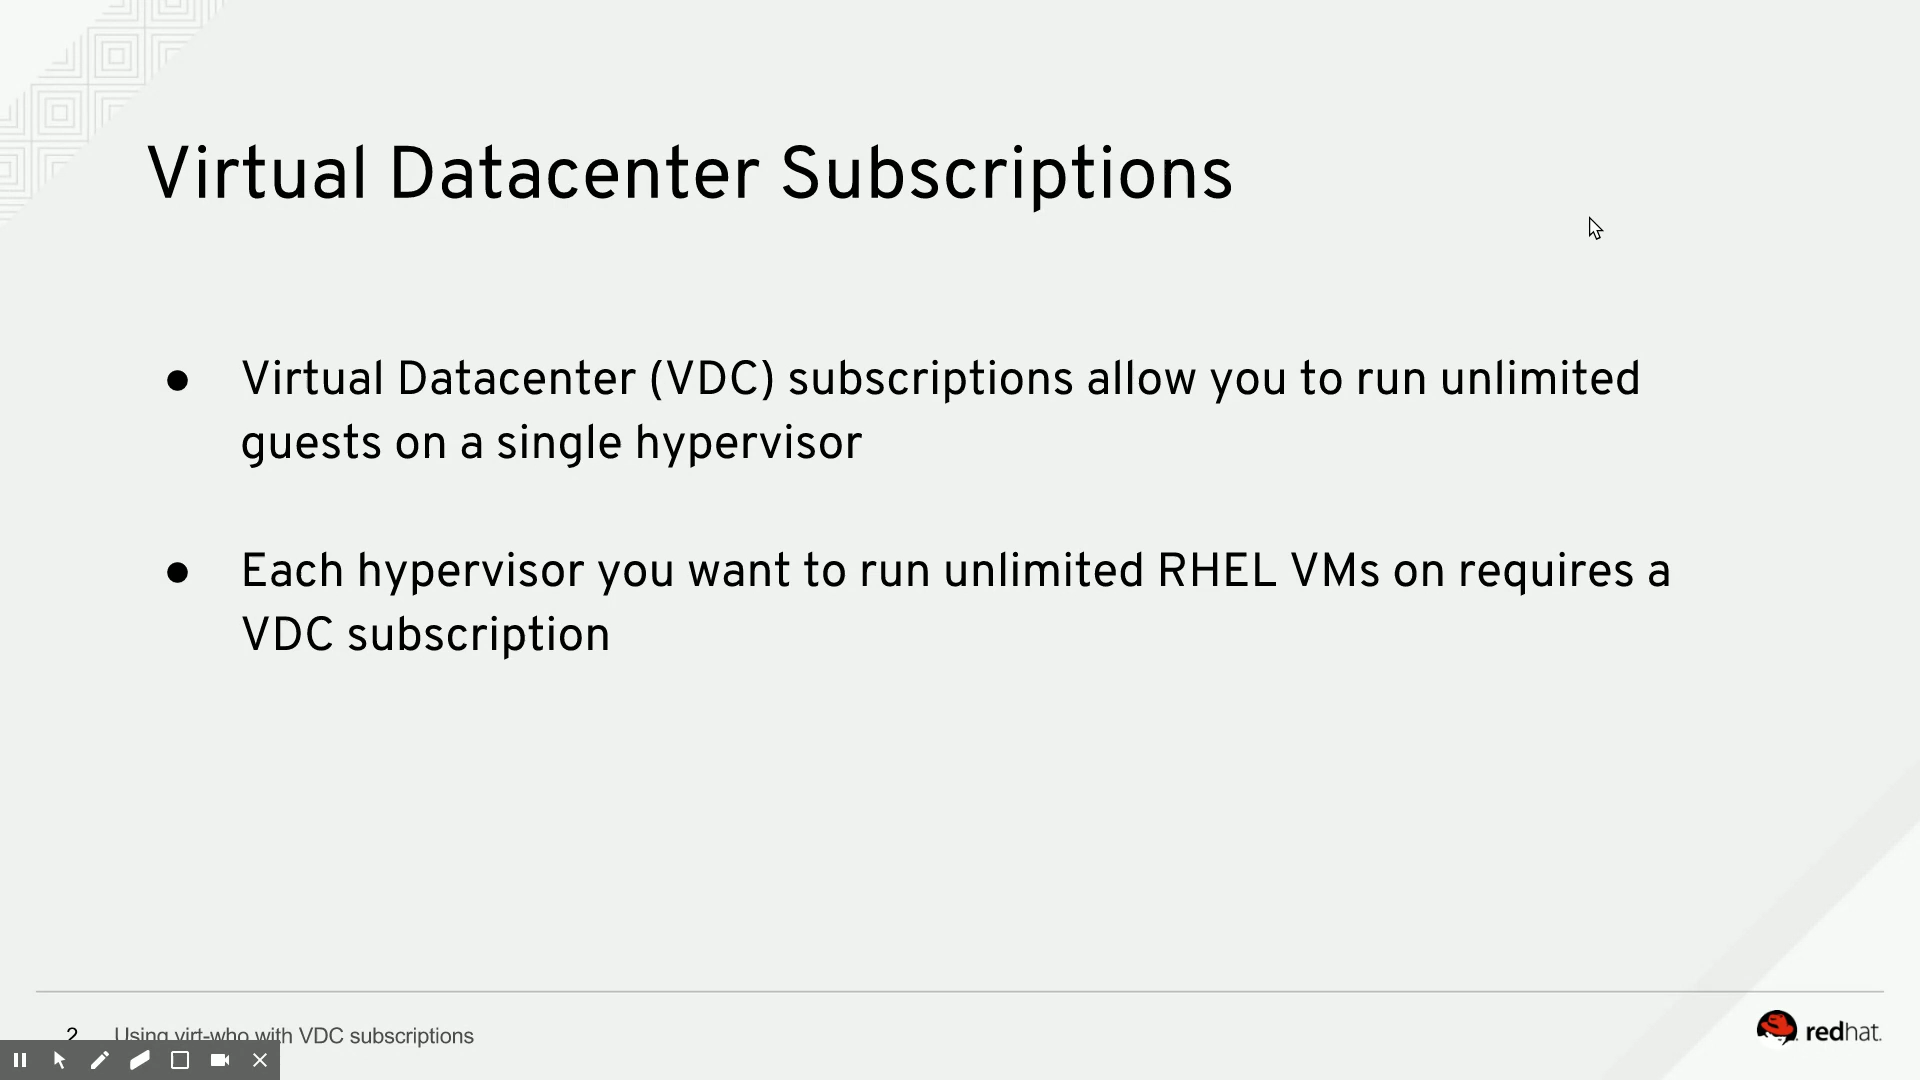 Virtual Datacenter Subscriptions
● Virtual Datacenter (VDC) subscriptions allow you to run unlimited
guests on a single hypervisor
● Each hypervisor you want to run unlimited RHEL VMs on requires a
VDC subscription
2 Using virt-who with VDC subscriptions
redhat.